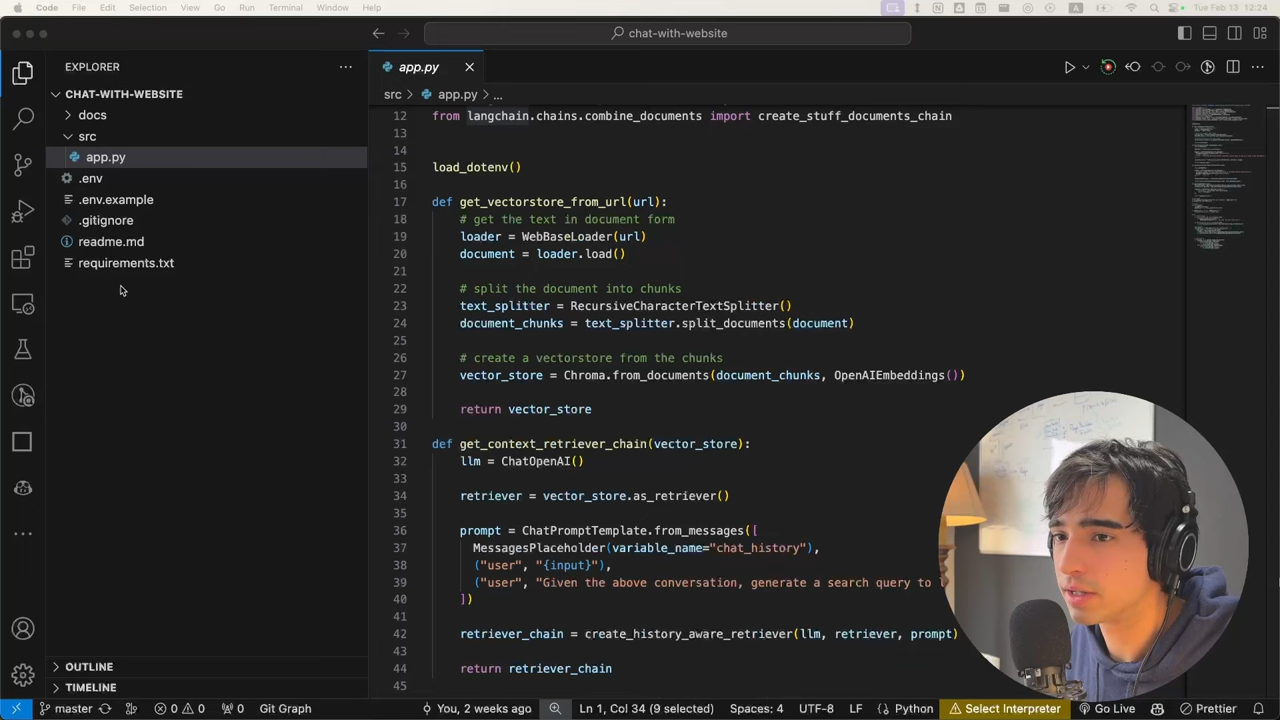 Code File Edit Selection View Go Run Terminal Window Help Tue Feb 13 12:24
chat-with-website
EXPLORER
CHAT-WITH-WEBSITE
docs
src
app.py
.env
.env.example
.gitignore
readme.md
requirements.txt
OUTLINE
TIMELINE
app.py
src > app.py > ...
12 from langchain.chains.combine_documents import create_stuff_documents_chain
13
14
15 load_dotenv()
16
17 def get_vectorstore_from_url(url):
18 # get the text in document form
19 loader = WebBaseLoader(url)
20 document = loader.load()
21
22 # split the document into chunks
23 text_splitter = RecursiveCharacterTextSplitter()
24 document_chunks = text_splitter.split_documents(document)
25
26 # create a vectorstore from the chunks
27 vector_store = Chroma.from_documents(document_chunks, OpenAIEmbeddings())
28
29 return vector_store
30
31 def get_context_retriever_chain(vector_store):
32 llm = ChatOpenAI()
33
34 retriever = vector_store.as_retriever()
35
36 prompt = ChatPromptTemplate.from_messages([
37 MessagesPlaceholder(variable_name="chat_history"),
38 ("user", "{input}"),
39 ("user", "Given the above conversation, generate a search query to
40 ])
41
42 retriever_chain = create_history_aware_retriever(llm, retriever, prompt)
43
44 return retriever_chain
45
master 0 0 0 Git Graph You, 2 weeks ago Ln 1, Col 34 (9 selected) Spaces: 4 UTF-8 LF Python Select Interpreter Go Live Prettier